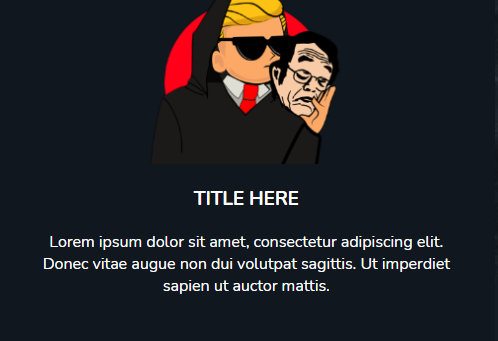 TITLE HERE
Lorem ipsum dolor sit amet, consectetur adipiscing elit.
Donec vitae augue non dui volutpat sagittis. Ut imperdiet
sapien ut auctor mattis.